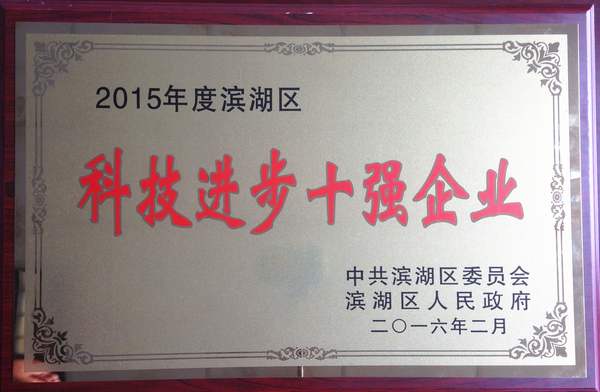 2015年度滨湖区
科技进步十强企业
中共滨湖区委员会
滨湖区人民政府
二〇一六年二月